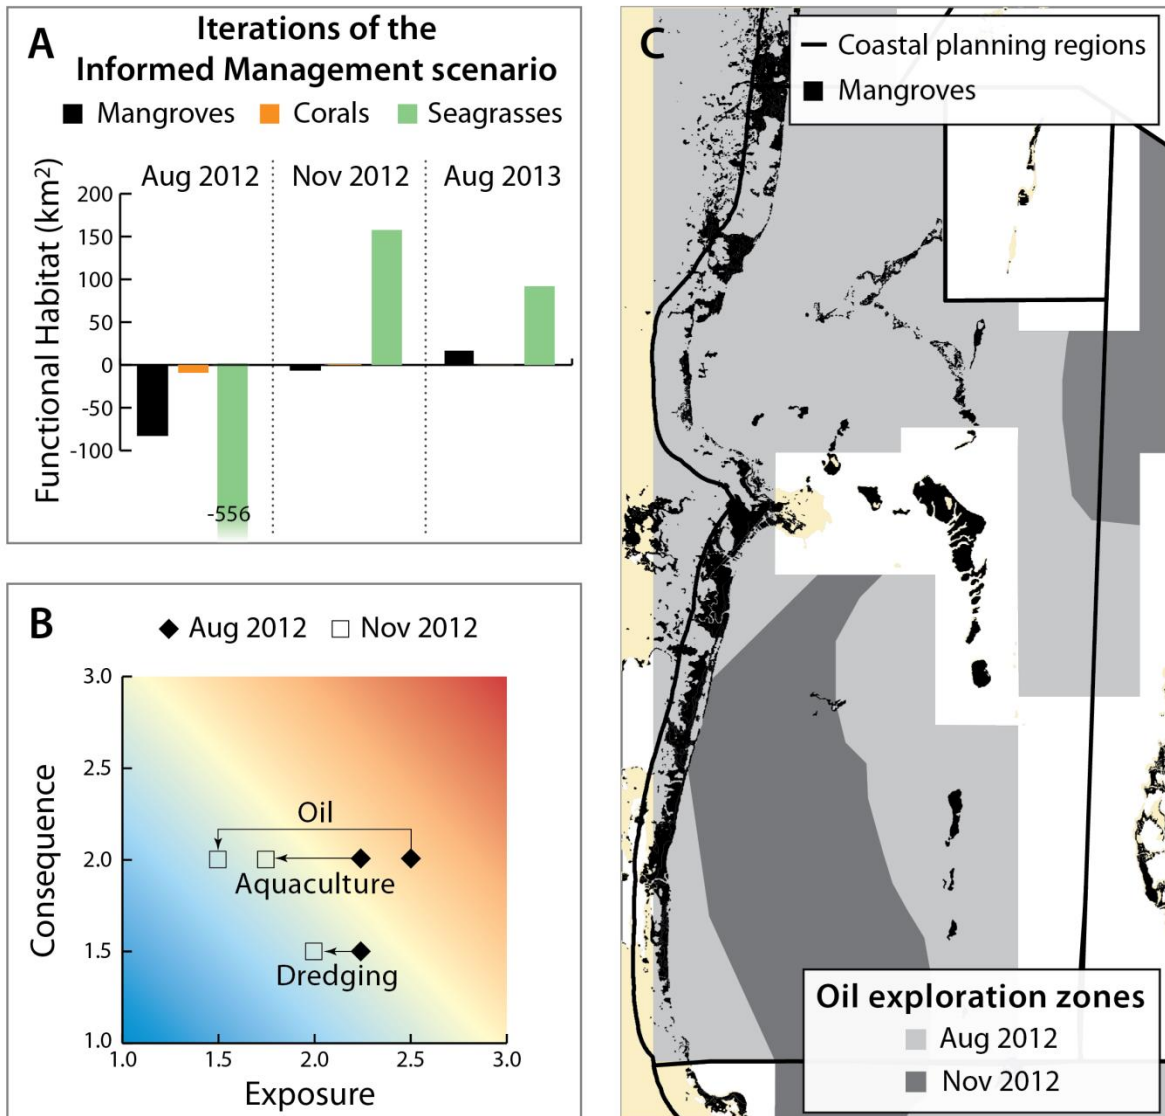 A
Iterations of the
Informed Management scenario
Mangroves Corals Seagrasses
Aug 2012 Nov 2012 Aug 2013
Functional Habitat (km²)
200
150
100
50
0
-50
-100
-556
B
Aug 2012 Nov 2012
Consequence
3.0
2.5
2.0
1.5
1.0
Oil
Aquaculture
Dredging
1.0 1.5 2.0 2.5 3.0
Exposure
C
Coastal planning regions
Mangroves
Oil exploration zones
Aug 2012
Nov 2012